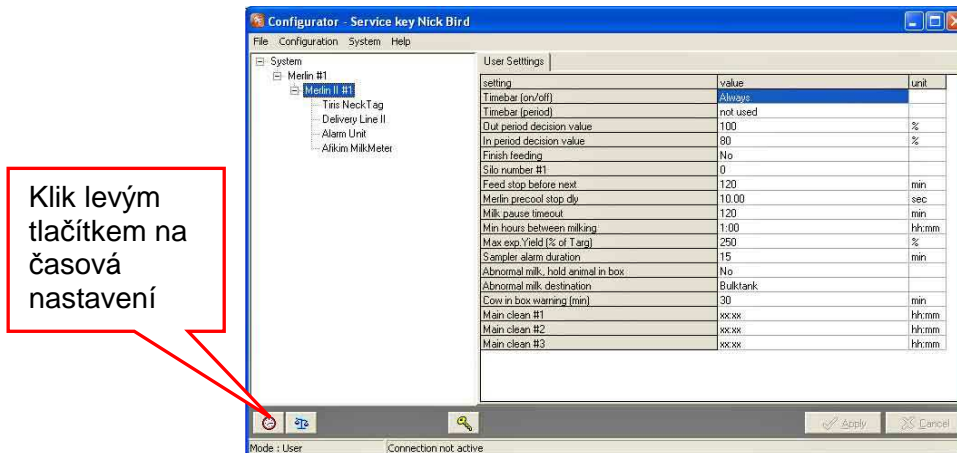 Configurator - Service key Nick Bird
File Configuration System Help
System
Merlin #1
Merlin II #1
Tiris NeckTag
Delivery Line II
Alarm Unit
Afikim MilkMeter
User Setttings
setting value unit
Timebar (on/off) Always
Timebar (period) not used
Out period decision value 100 %
In period decision value 80 %
Finish feeding No
Silo number #1 0
Feed stop before next 120 min
Merlin precool stop dly 10.00 sec
Milk pause timeout 120 min
Min hours between milking 1:00 hh:mm
Max exp.Yield (% of Targ) 250 %
Sampler alarm duration 15 min
Abnormal milk, hold animal in box No
Abnormal milk destination Bulktank
Cow in box warning (min) 30 min
Main clean #1 xx:xx hh:mm
Main clean #2 xx:xx hh:mm
Main clean #3 xx:xx hh:mm
Klik levým
tlačítkem na
časová
nastavení
Apply Cancel
Mode : User Connection not active